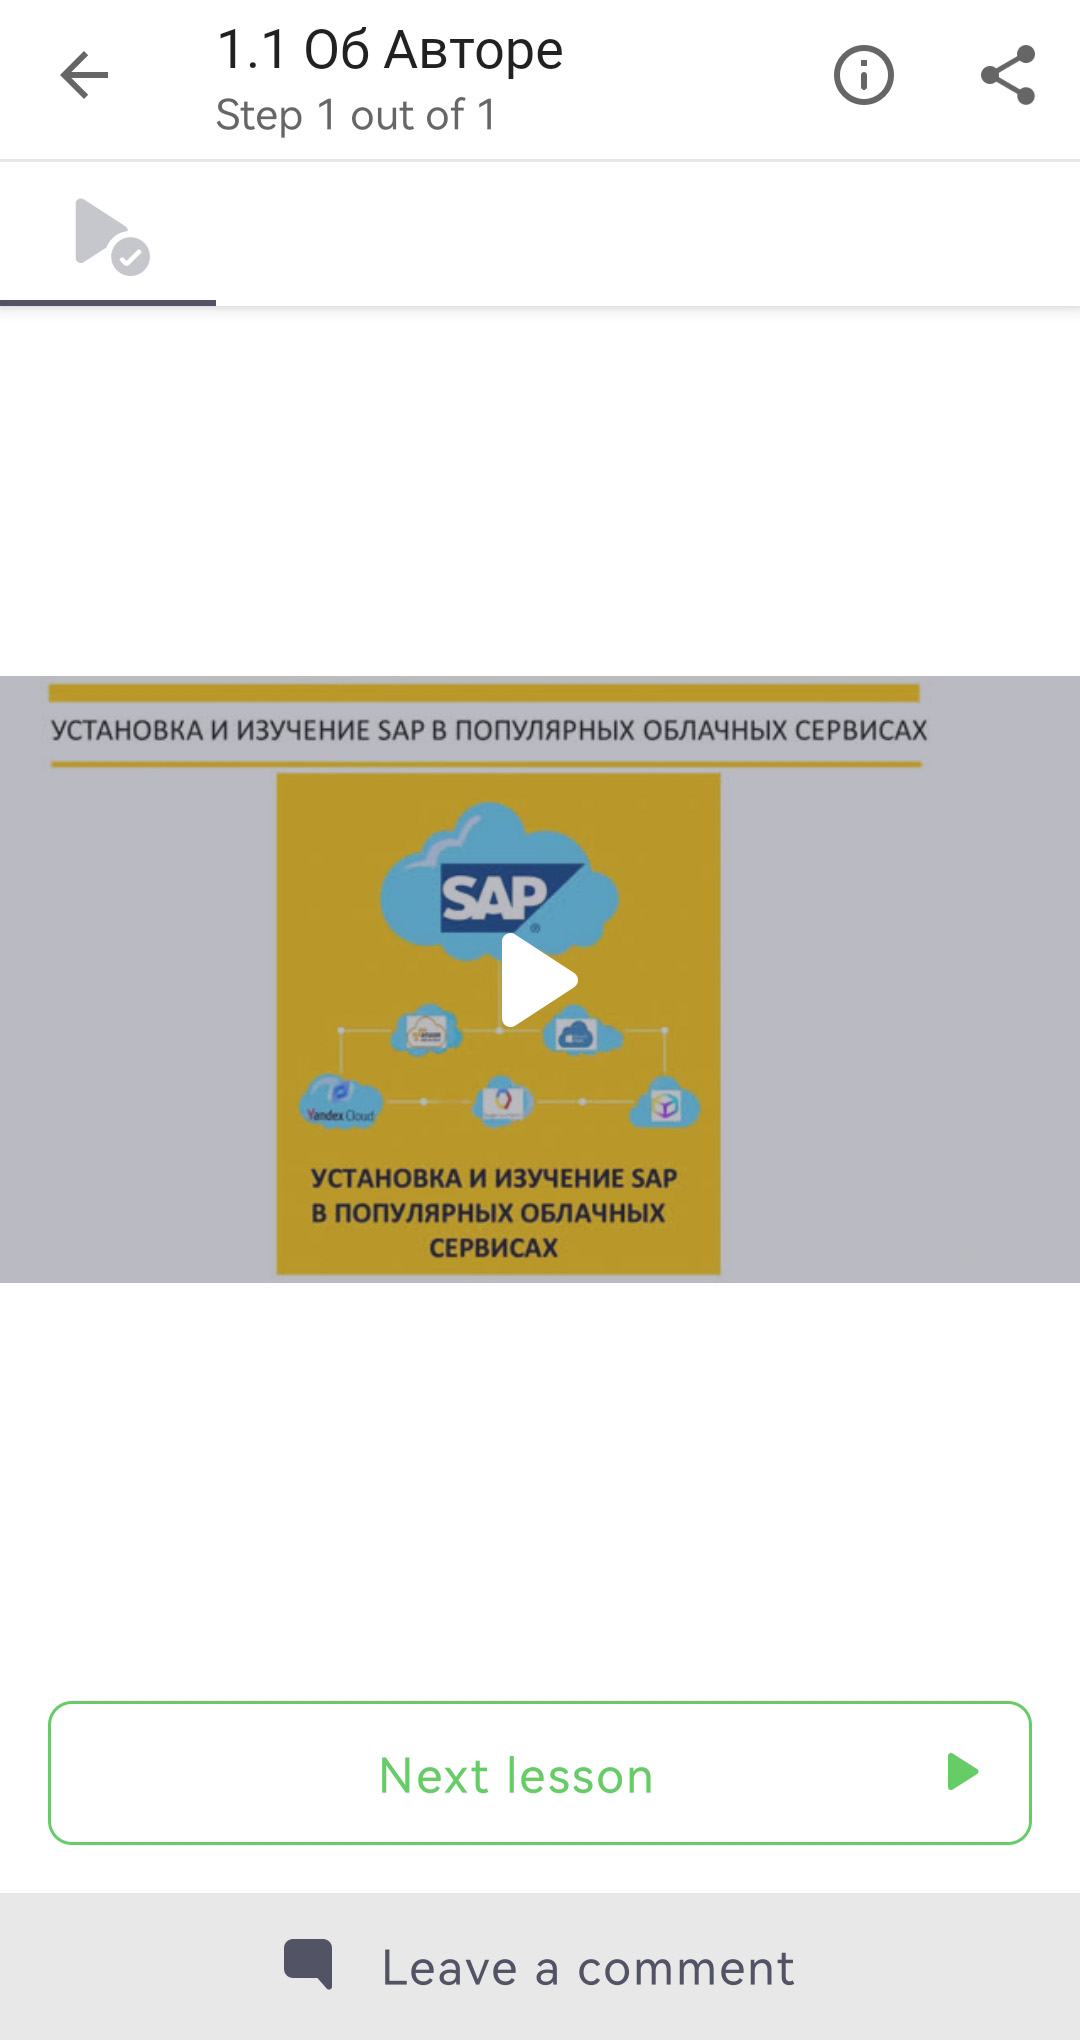 1.1 Об Авторе
Step 1 out of 1
УСТАНОВКА И ИЗУЧЕНИЕ SAP В ПОПУЛЯРНЫХ ОБЛАЧНЫХ СЕРВИСАХ
SAP
Yandex Cloud
УСТАНОВКА И ИЗУЧЕНИЕ SAP
В ПОПУЛЯРНЫХ ОБЛАЧНЫХ
СЕРВИСАХ
Next lesson
Leave a comment